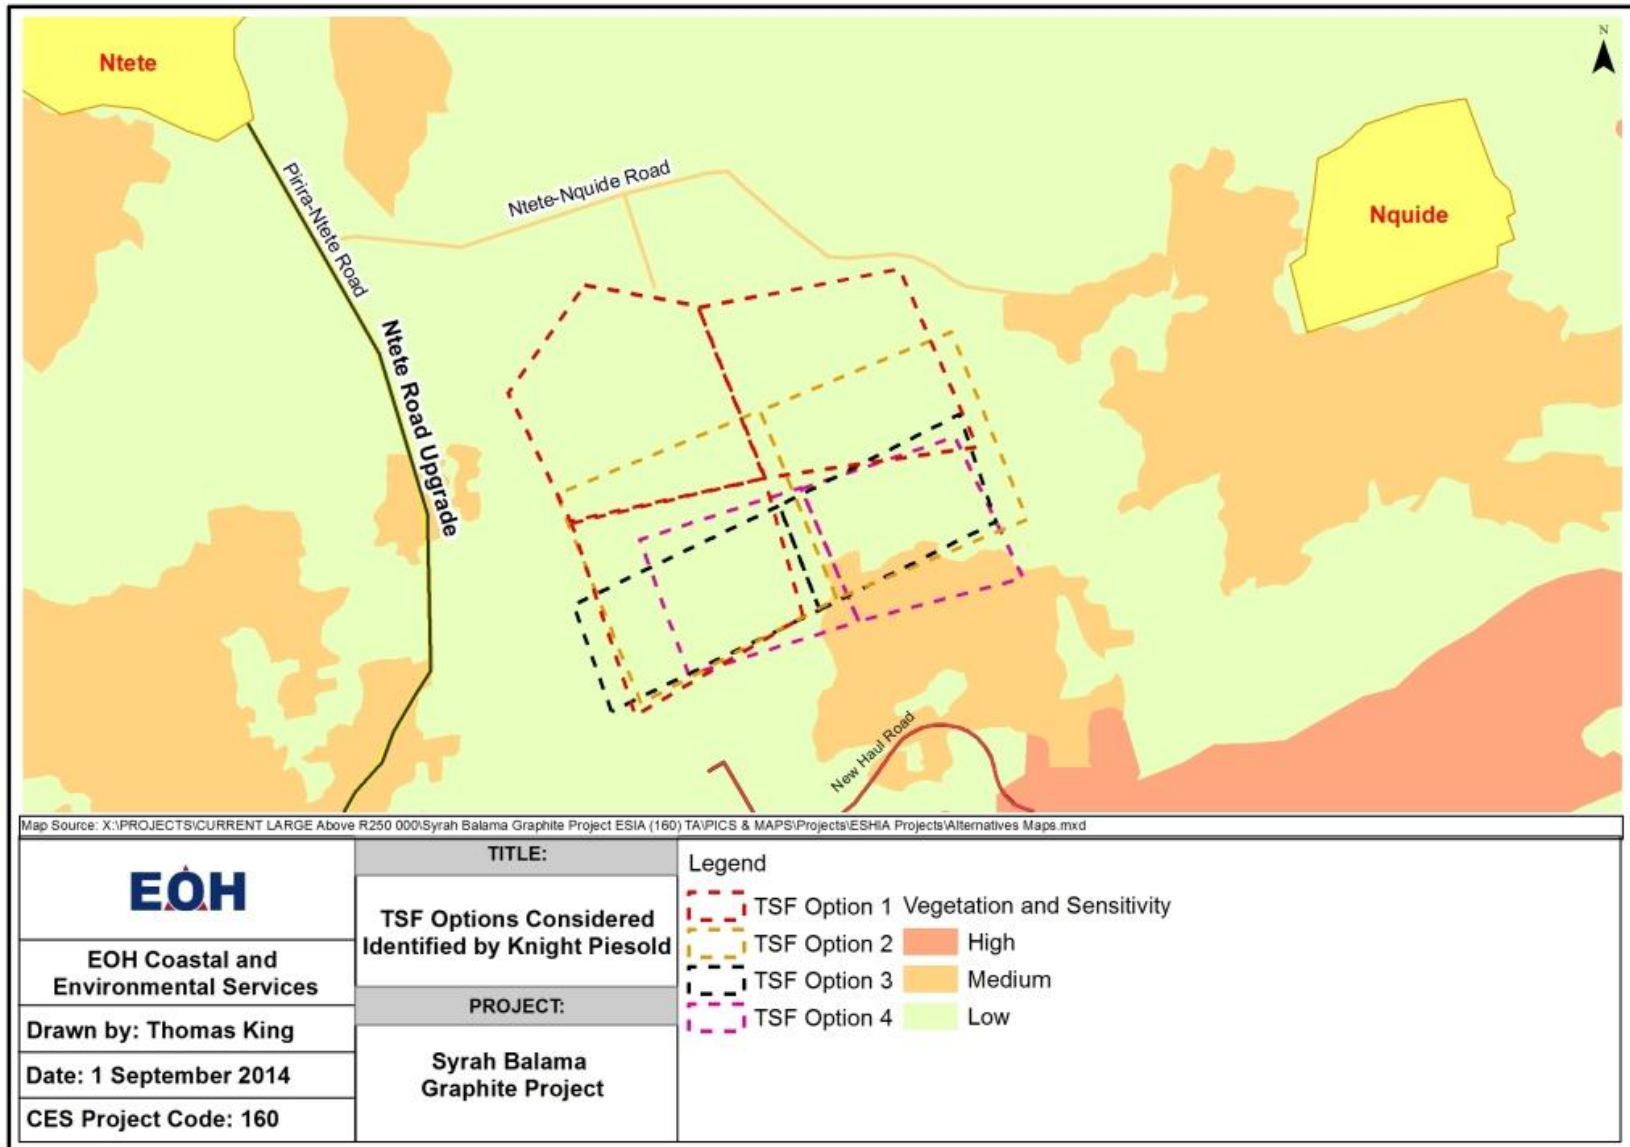 N
Ntete
Nquide
Pirira-Ntete Road
Ntete-Nquide Road
Ntete Road Upgrade
New Haul Road
Map Source: X:\PROJECTS\CURRENT LARGE Above R250 000\Syrah Balama Graphite Project ESIA (160) TA\PICS & MAPS\Projects\ESHIA Projects\Alternatives Maps.mxd
EOH
EOH Coastal and
Environmental Services
Drawn by: Thomas King
Date: 1 September 2014
CES Project Code: 160
TITLE:
TSF Options Considered
Identified by Knight Piesold
PROJECT:
Syrah Balama
Graphite Project
Legend
TSF Option 1
TSF Option 2
TSF Option 3
TSF Option 4
Vegetation and Sensitivity
High
Medium
Low